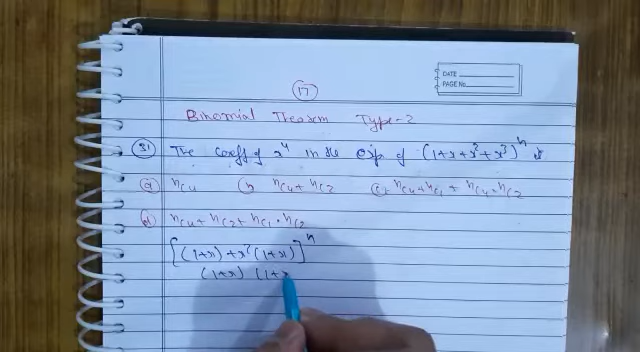 17
DATE
PAGE No.
Binomial Theorem Type-2
31 The coeff of x⁴ in the exp of (1+x+x²+x³)ⁿ is
(a) nC4 (b) nC4 + nC2 (c) nC4 + nC1 + nC4 · nC2
(d) nC4 + nC2 + nC1 · nC2
[(1+x) + x²(1+x)]ⁿ
(1+x) (1+x